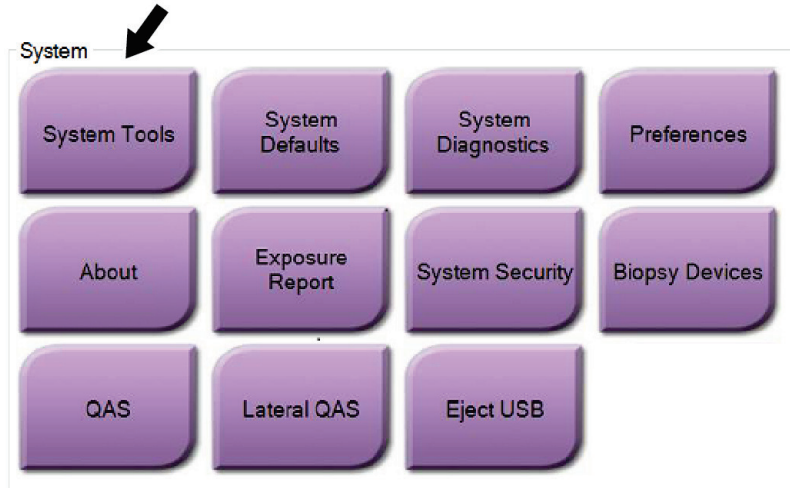 System
System Tools
System
Defaults
System
Diagnostics
Preferences
About
Exposure
Report
System Security
Biopsy Devices
QAS
Lateral QAS
Eject USB